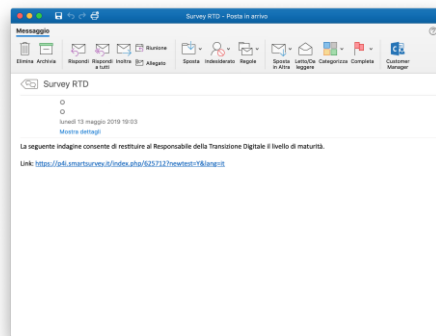 Survey RTD - Posta in arrivo
Messaggio
Elimina Archivia Rispondi Rispondi a tutti Inoltra Riunione Allegato Sposta Indesiderato Regole Sposta in Altra Letto/Da leggere Categorizza Completa Customer Manager
Survey RTD
lunedì 13 maggio 2019 19:03
Mostra dettagli
La seguente indagine consente di restituire al Responsabile della Transizione Digitale il livello di maturità.
Link: https://p4i.smartsurvey.it/index.php/625712?newtest=Y&lang=it